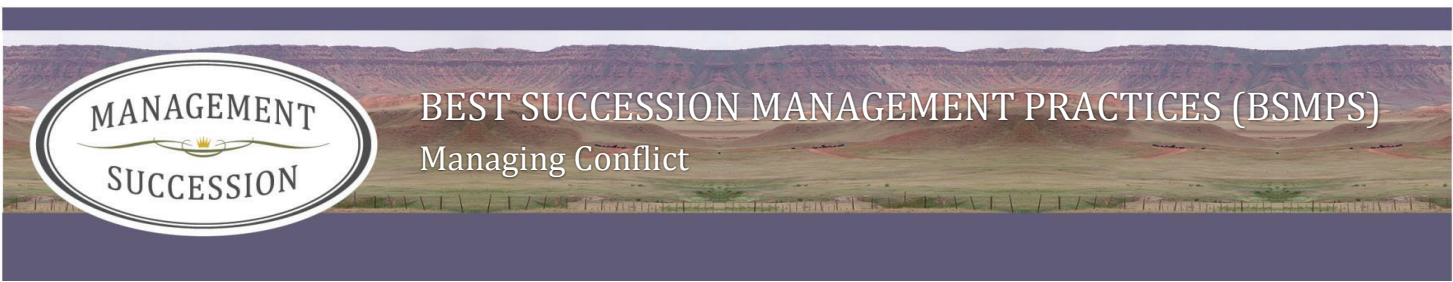 MANAGEMENT
SUCCESSION
BEST SUCCESSION MANAGEMENT PRACTICES (BSMPS)
Managing Conflict